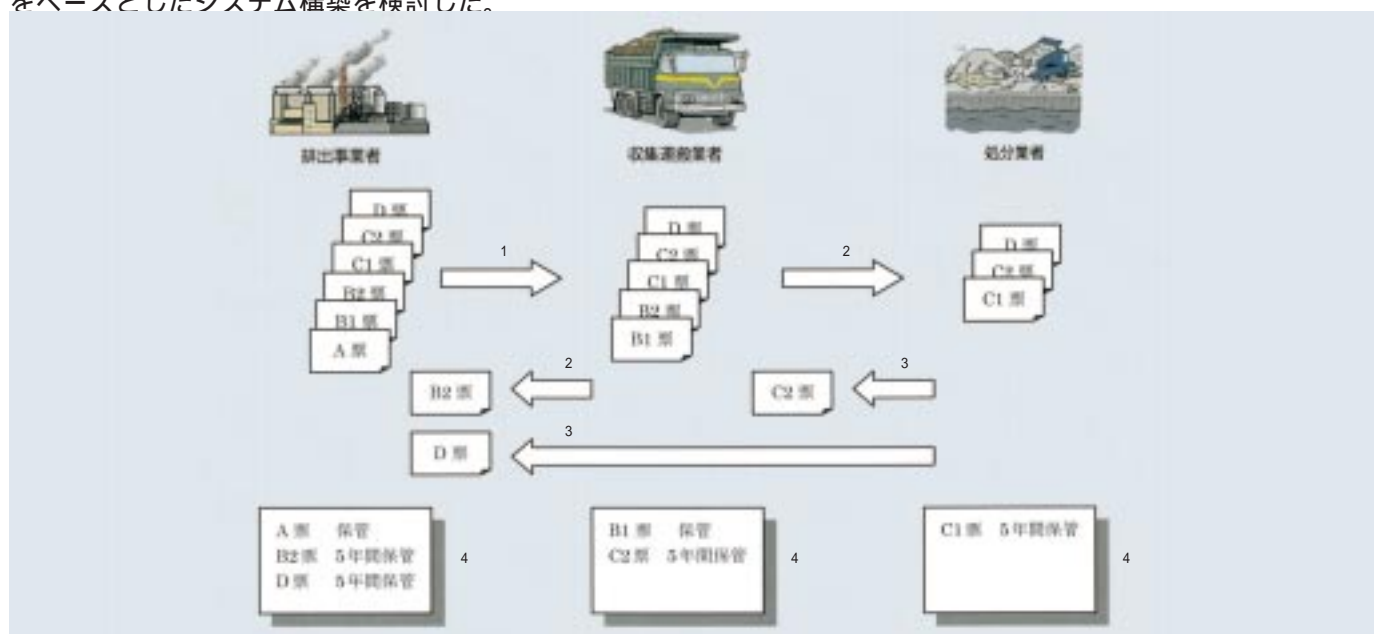 をベースとしたシステム構築を検討した。
排出事業者 収集運搬業者 処分業者
D票
C2票
C1票
B2票
B1票
A票
1
D票
C2票
C1票
B2票
B1票
2
D票
C2票
C1票
B2票
2
C2票
3
D票
3
A票 保管
B2票 5年間保管
D票 5年間保管
4
B1票 保管
C2票 5年間保管
4
C1票 5年間保管
4